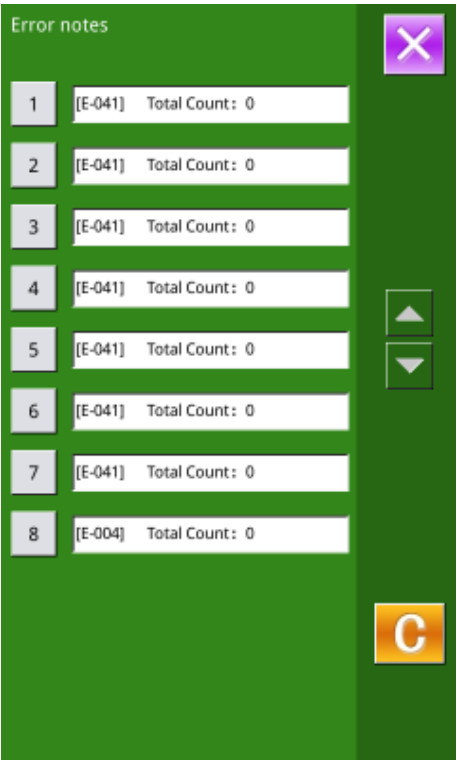 Error notes
1 [E-041] Total Count: 0
2 [E-041] Total Count: 0
3 [E-041] Total Count: 0
4 [E-041] Total Count: 0
5 [E-041] Total Count: 0
6 [E-041] Total Count: 0
7 [E-041] Total Count: 0
8 [E-004] Total Count: 0
C